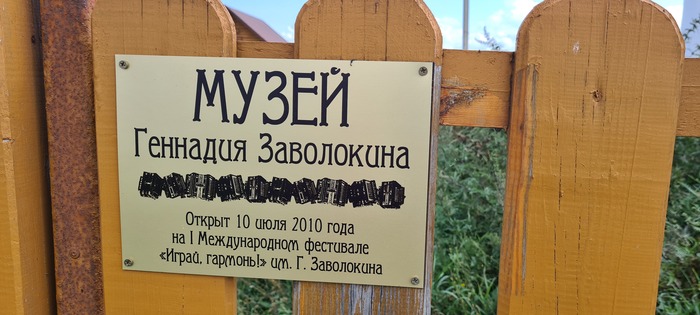 МУЗЕЙ
Геннадия Заволокина
Открыт 10 июля 2010 года
на I Международном фестивале
«Играй, гармонь!» им. Г. Заволокина